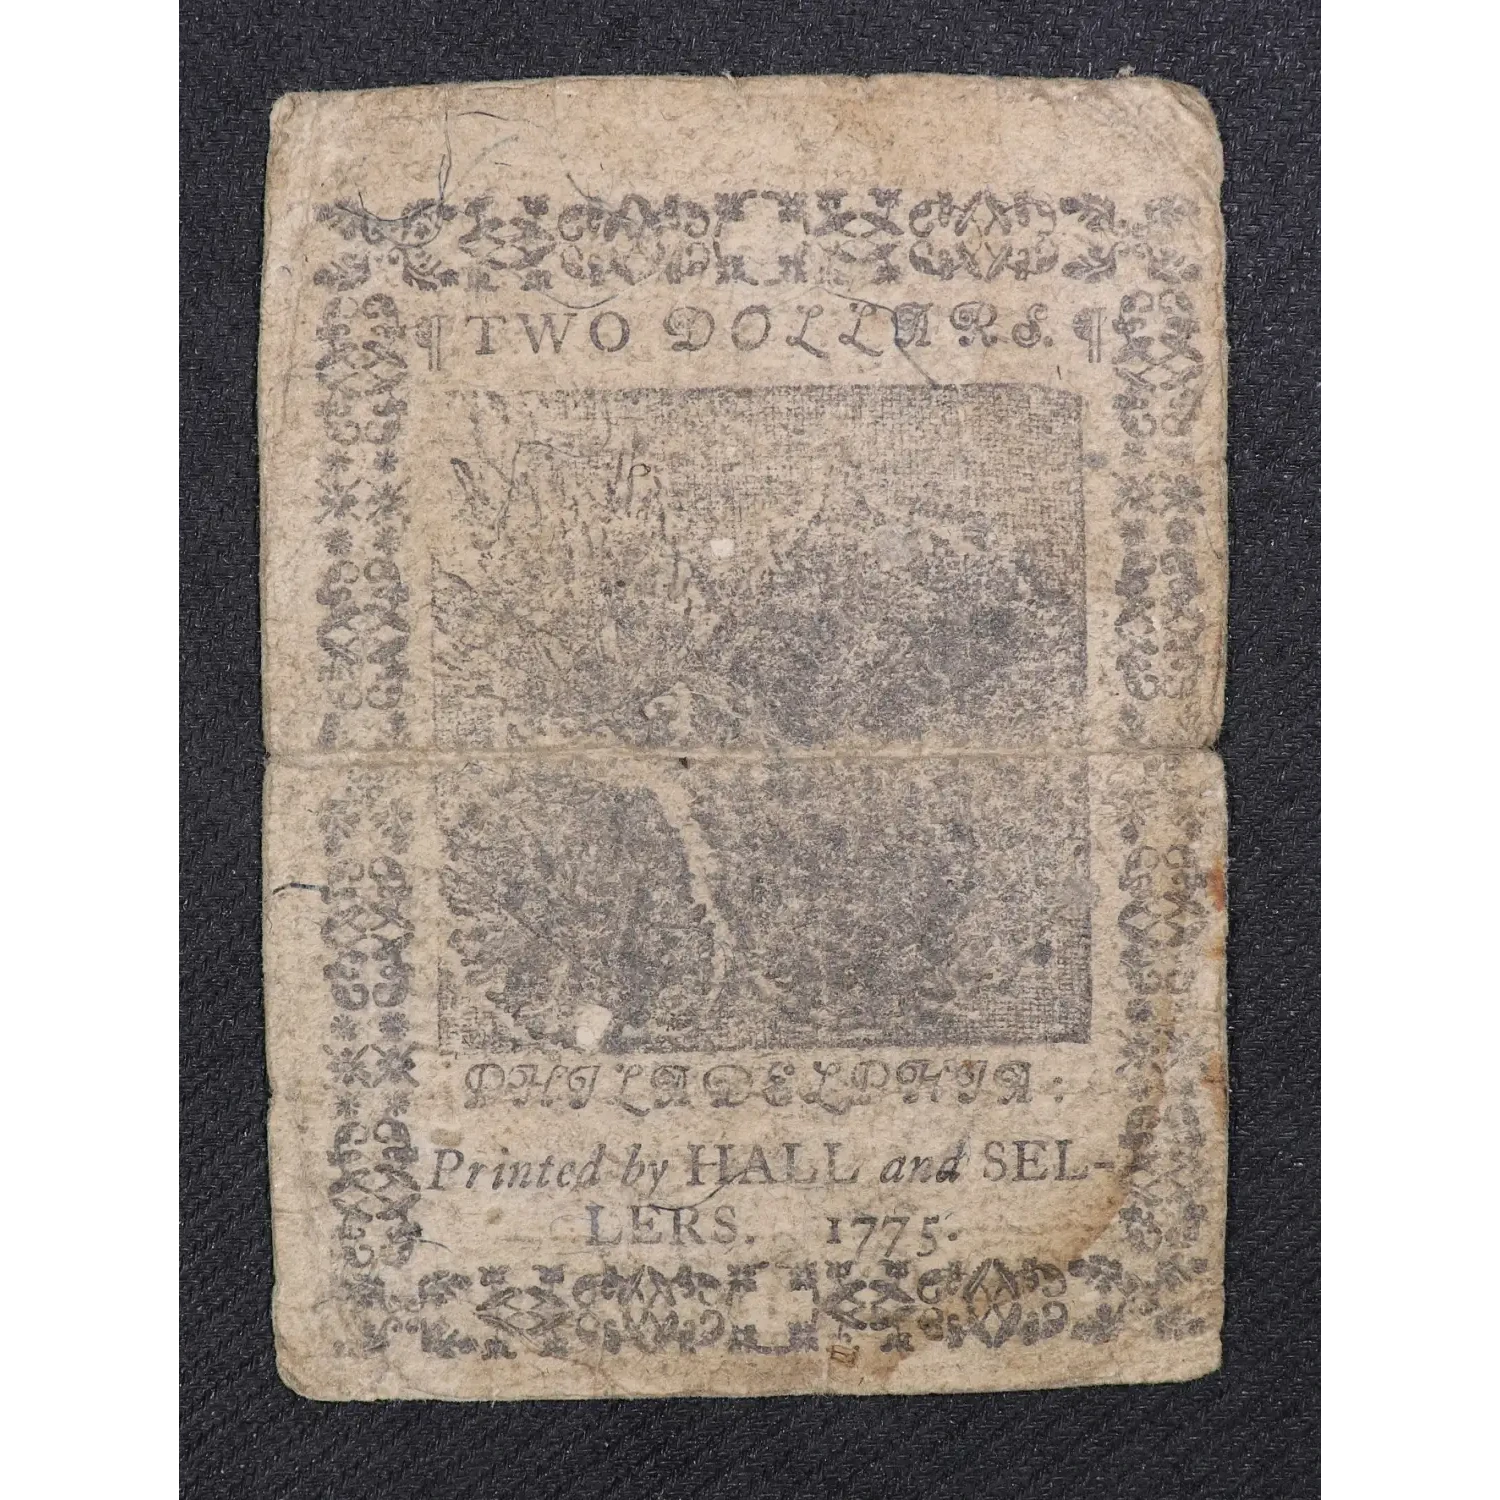 ¶ TWO DOLLARS. ¶
PHILADELPHIA:
Printed by HALL and SEL-
LERS. 1775.